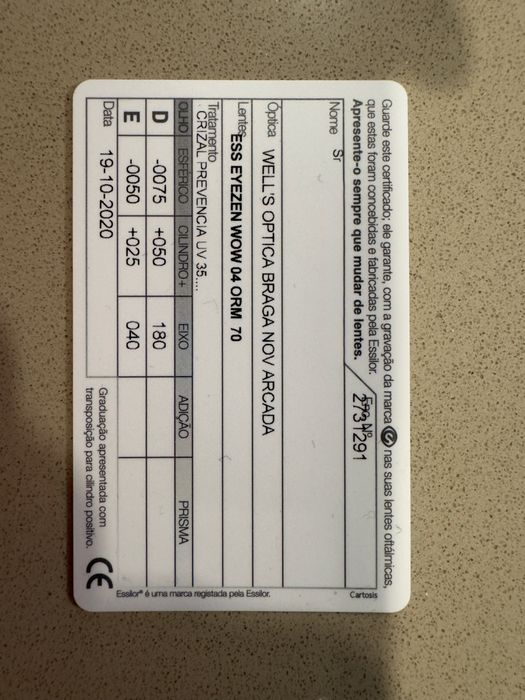 Guarde este certificado; ele garante, com a gravação da marca e nas suas lentes oftálmicas,
que estas foram concebidas e fabricadas pela Essilor.
Apresente-o sempre que mudar de lentes.
Enc. Nº
2731291
Nome Sr
Óptica WELL'S OPTICA BRAGA NOV ARCADA
Lentes ESS EYEZEN WOW 04 ORM 70
Tratamento
CRIZAL PREVENCIA UV 35....
OLHO ESFÉRICO CILINDRO+ EIXO ADIÇÃO PRISMA
D -0075 +050 180
E -0050 +025 040
Data 19-10-2020
Graduação apresentada com
transposição para cilindro positivo.
CE
Essilor® é uma marca registada pela Essilor.
Cartosis